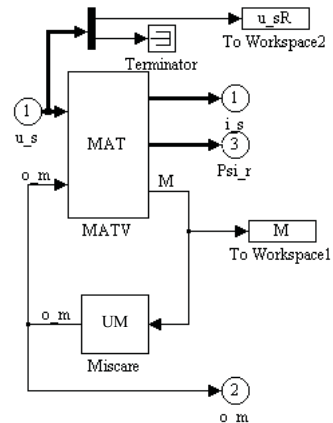 u_sR
To Workspace2
Terminator
1
u_s
MAT
1
i_s
3
Psi_r
o_m
M
MATV
M
To Workspace1
o_m
UM
Miscare
2
o_m